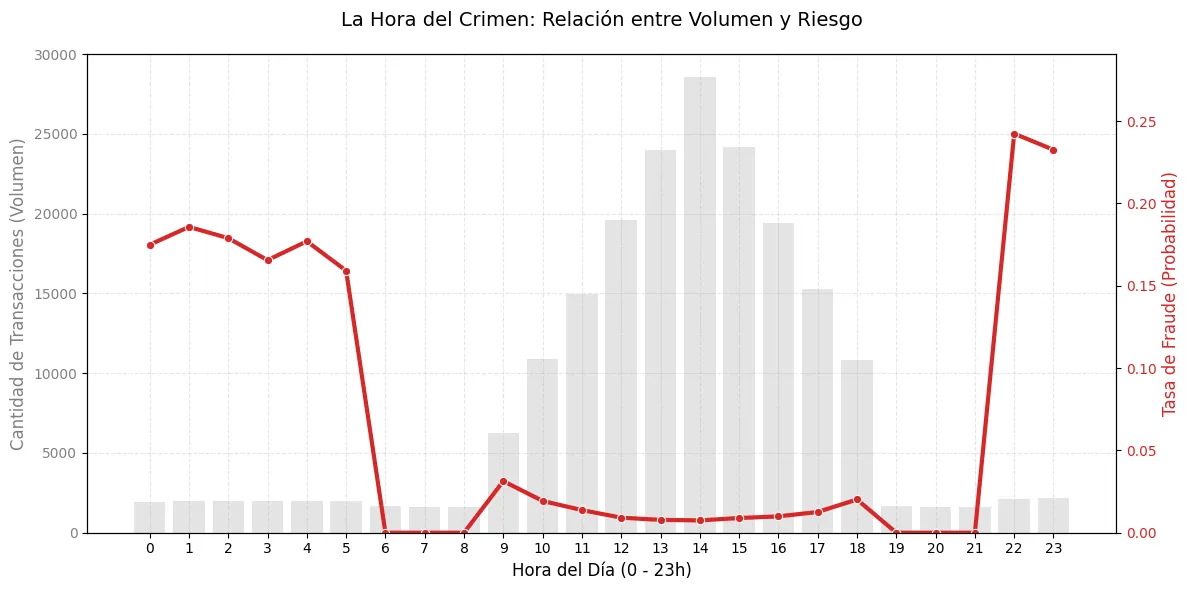 La Hora del Crimen: Relación entre Volumen y Riesgo
30000
25000
20000
15000
10000
5000
0
Cantidad de Transacciones (Volumen)
0.25
0.20
0.15
0.10
0.05
0.00
Tasa de Fraude (Probabilidad)
0 1 2 3 4 5 6 7 8 9 10 11 12 13 14 15 16 17 18 19 20 21 22 23
Hora del Día (0 - 23h)